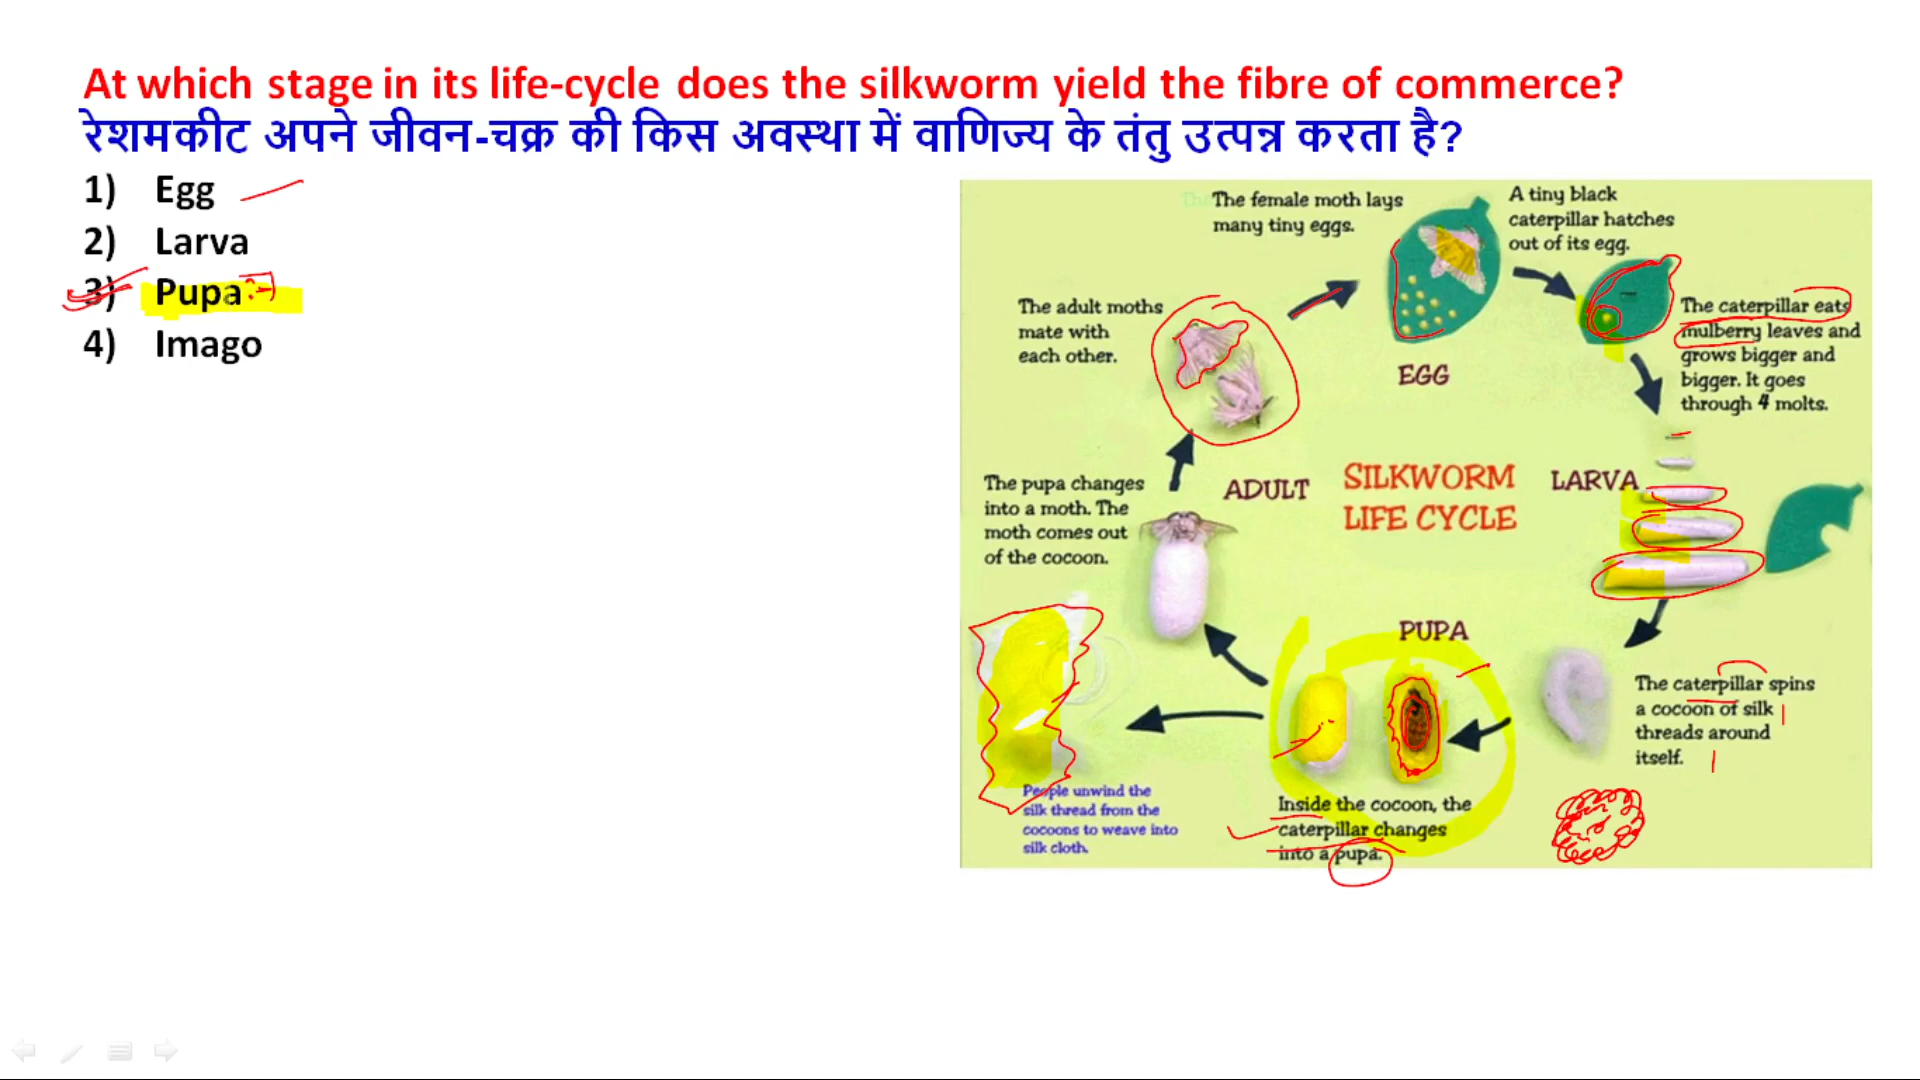 At which stage in its life-cycle does the silkworm yield the fibre of commerce?
रेशमकीट अपने जीवन-चक्र की किस अवस्था में वाणिज्य के तंतु उत्पन्न करता है?
1) Egg
2) Larva
3) Pupa
4) Imago
The female moth lays
many tiny eggs.
A tiny black
caterpillar hatches
out of its egg.
The adult moths
mate with
each other.
EGG
The caterpillar eats
mulberry leaves and
grows bigger and
bigger. It goes
through 4 molts.
The pupa changes
into a moth. The
moth comes out
of the cocoon.
ADULT
SILKWORM
LIFE CYCLE
LARVA
PUPA
The caterpillar spins
a cocoon of silk
threads around
itself.
People unwind the
silk thread from the
cocoons to weave into
silk cloth.
Inside the cocoon, the
caterpillar changes
into a pupa.